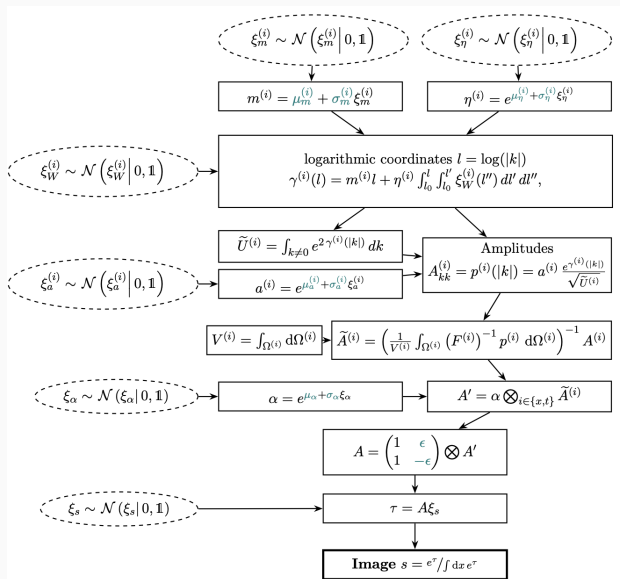 ξ_m^{(i)} ∼ 𝒩(ξ_m^{(i)} | 0, 𝟙)
ξ_η^{(i)} ∼ 𝒩(ξ_ξ^{(i)} | 0, 𝟙)
m^{(i)} = μ_m^{(i)} + σ_m^{(i)} ξ_m^{(i)}
η^{(i)} = e^{μ_η^{(i)} + σ_η^{(i)} ξ_η^{(i)}}
ξ_W^{(i)} ∼ 𝒩(ξ_W^{(i)} | 0, 𝟙)
logarithmic coordinates l = log(|k|)
γ^{(i)}(l) = m^{(i)} l + η^{(i)} ∫_{l_0}^{l} ∫_{l_0}^{l'} ξ_W^{(i)}(l'') dl' dl'',
Ũ^{(i)} = ∫_{k≠0} e^{2 γ^{(i)}(|k|)} dk
Amplitudes
A_{kk}^{(i)} = p^{(i)}(|k|) = a^{(i)} e^{γ^{(i)}(|k|)} / √Ũ^{(i)}
ξ_a^{(i)} ∼ 𝒩(ξ_a^{(i)} | 0, 𝟙)
a^{(i)} = e^{μ_a^{(i)} + σ_a^{(i)} ξ_a^{(i)}}
V^{(i)} = ∫_{Ω^{(i)}} dΩ^{(i)}
Ã^{(i)} = (1/V^{(i)} ∫_{Ω^{(i)}} (F^{(i)})^{-1} p^{(i)} dΩ^{(i)})^{-1} A^{(i)}
ξ_α ∼ 𝒩(ξ_α | 0, 𝟙)
α = e^{μ_α + σ_α ξ_α}
A' = α ⊗_{i∈{x,t}} Ã^{(i)}
A = (1 ε
1 −ε) ⊗ A'
ξ_s ∼ 𝒩(ξ_s | 0, 𝟙)
τ = Aξ_s
Image s = e^τ/∫ dx e^τ